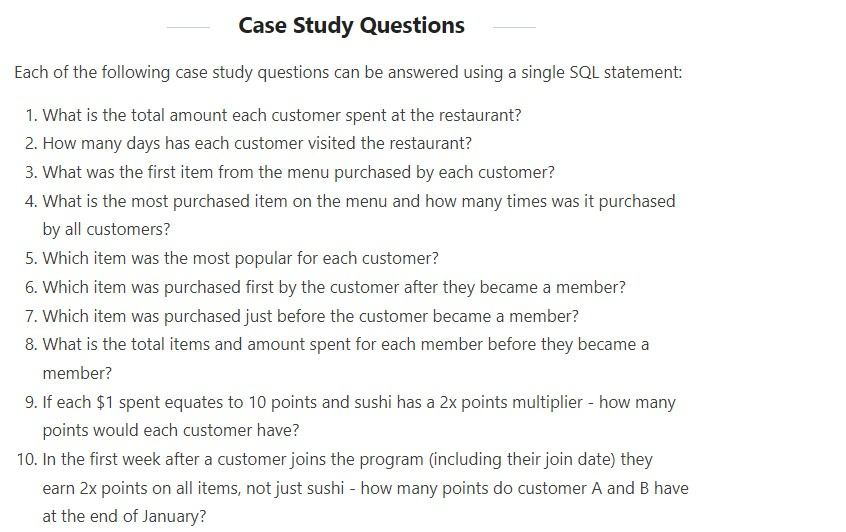 Case Study Questions
Each of the following case study questions can be answered using a single SQL statement:
1. What is the total amount each customer spent at the restaurant?
2. How many days has each customer visited the restaurant?
3. What was the first item from the menu purchased by each customer?
4. What is the most purchased item on the menu and how many times was it purchased
by all customers?
5. Which item was the most popular for each customer?
6. Which item was purchased first by the customer after they became a member?
7. Which item was purchased just before the customer became a member?
8. What is the total items and amount spent for each member before they became a
member?
9. If each $1 spent equates to 10 points and sushi has a 2x points multiplier - how many
points would each customer have?
10. In the first week after a customer joins the program (including their join date) they
earn 2x points on all items, not just sushi - how many points do customer A and B have
at the end of January?